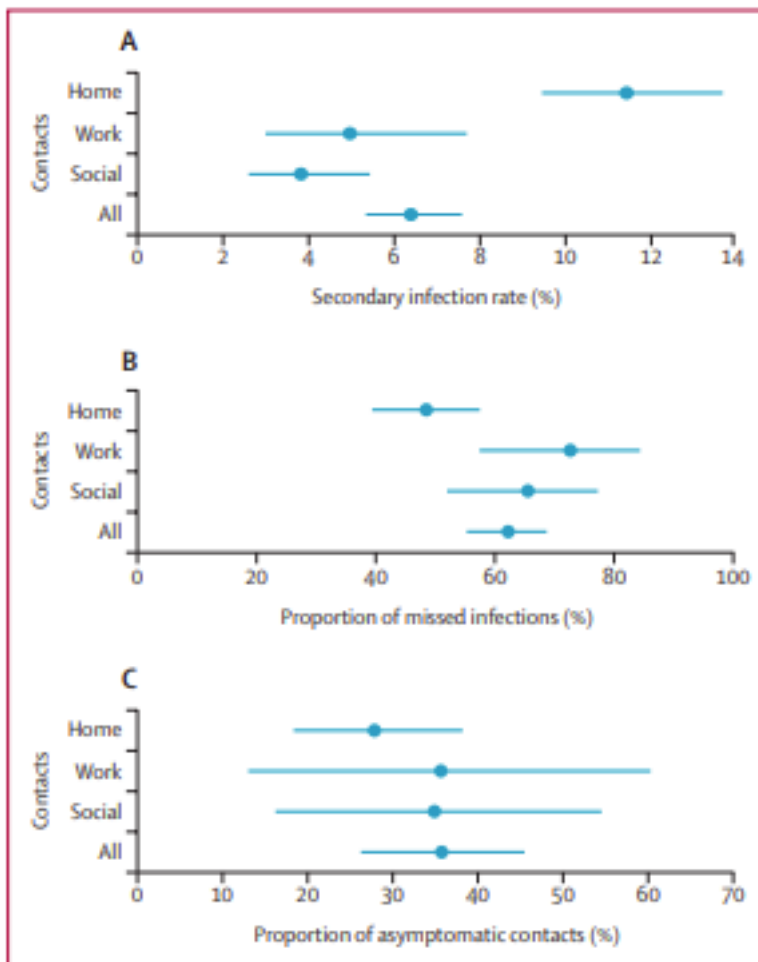 A
Contacts
Home
Work
Social
All
0 2 4 6 8 10 12 14
Secondary infection rate (%)
B
Contacts
Home
Work
Social
All
0 20 40 60 80 100
Proportion of missed infections (%)
C
Contacts
Home
Work
Social
All
0 10 20 30 40 50 60 70
Proportion of asymptomatic contacts (%)